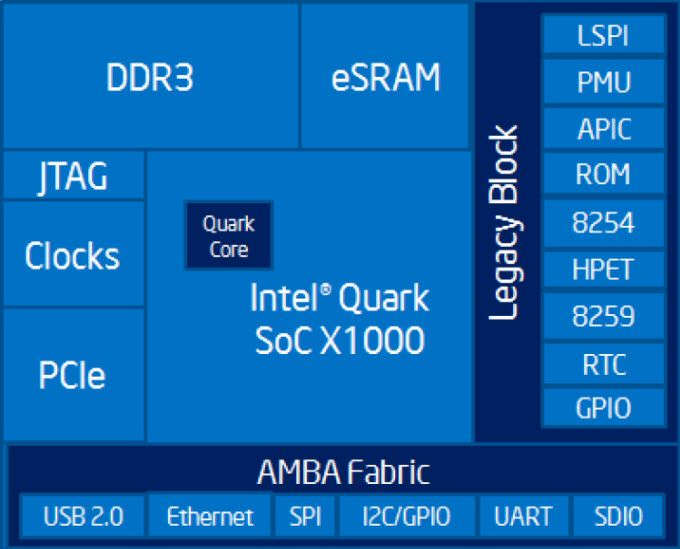 DDR3
eSRAM
JTAG
Clocks
PCIe
Quark
Core
Intel® Quark
SoC X1000
Legacy Block
LSPI
PMU
APIC
ROM
8254
HPET
8259
RTC
GPIO
AMBA Fabric
USB 2.0
Ethernet
SPI
I2C/GPIO
UART
SDIO